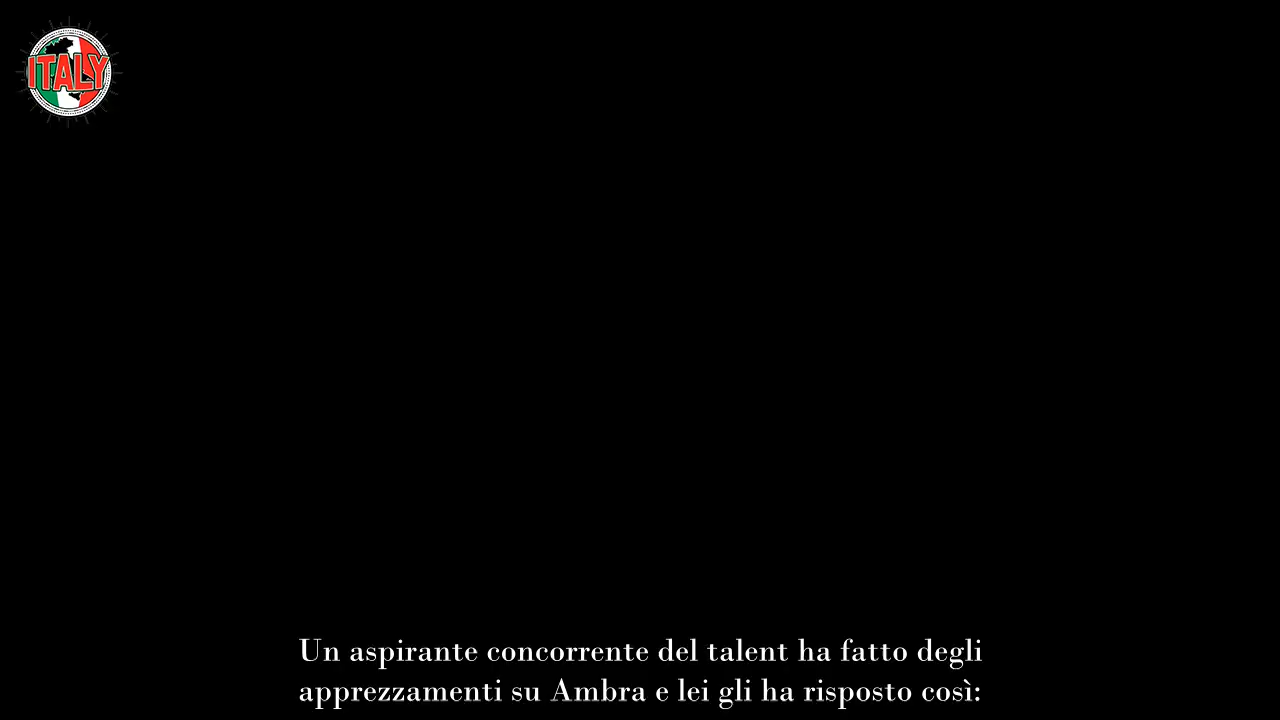 ITALY
Un aspirante concorrente del talent ha fatto degli
apprezzamenti su Ambra e lei gli ha risposto così: